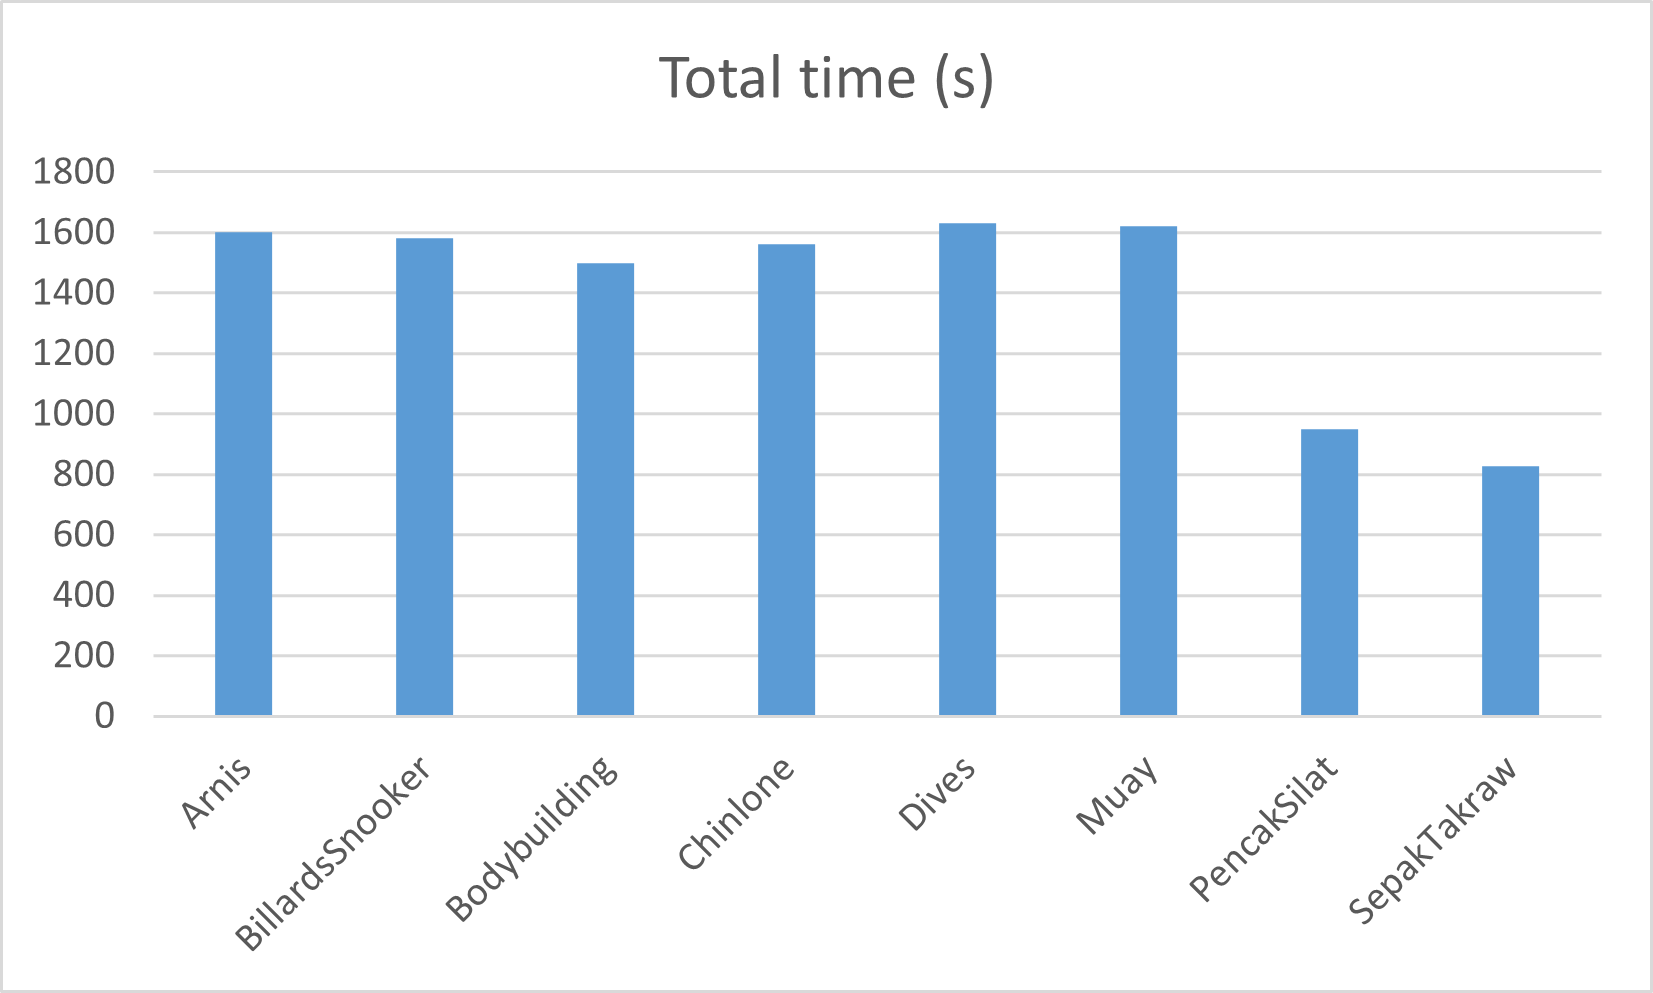 Total time (s)
1800
1600
1400
1200
1000
800
600
400
200
0
Arnis
BillardsSnooker
Bodybuilding
Chinlone
Dives
Muay
PencakSilat
SepakTakraw